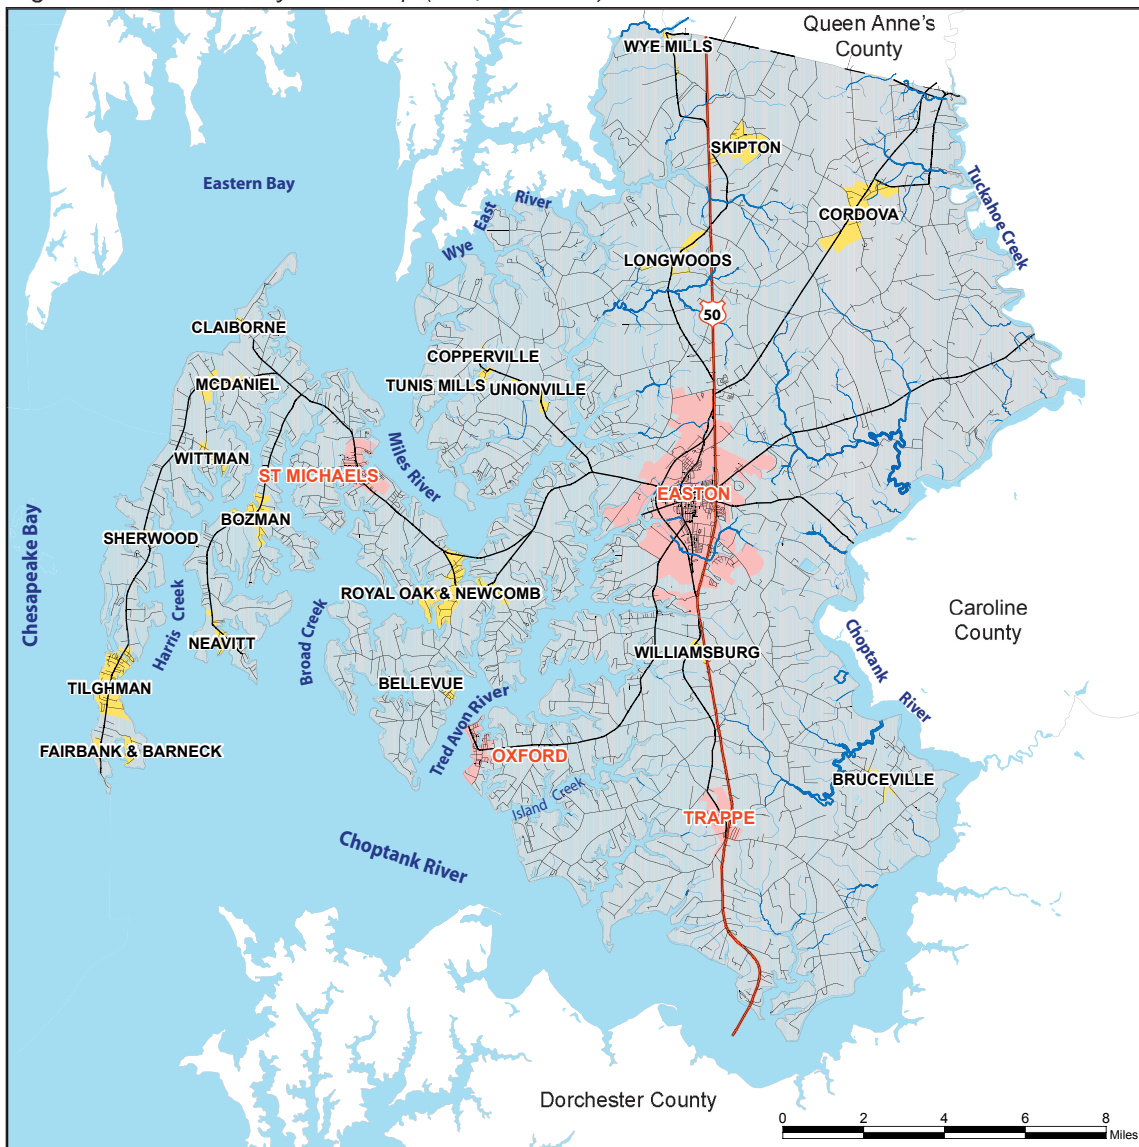 Queen Anne's
County
WYE MILLS
SKIPTON
Eastern Bay
Tuckahoe Creek
River
East
Wye
CORDOVA
LONGWOODS
50
CLAIBORNE
COPPERVILLE
MCDANIEL
TUNIS MILLS
UNIONVILLE
WITTMAN
Miles River
ST MICHAELS
EASTON
BOZMAN
SHERWOOD
Chesapeake Bay
Harris Creek
ROYAL OAK & NEWCOMB
Caroline
County
Broad Creek
NEAVITT
WILLIAMSBURG
Choptank
River
TILGHMAN
BELLEVUE
Tred Avon River
FAIRBANK & BARNECK
OXFORD
BRUCEVILLE
Island Creek
TRAPPE
Choptank River
Dorchester County
0 2 4 6 8
Miles